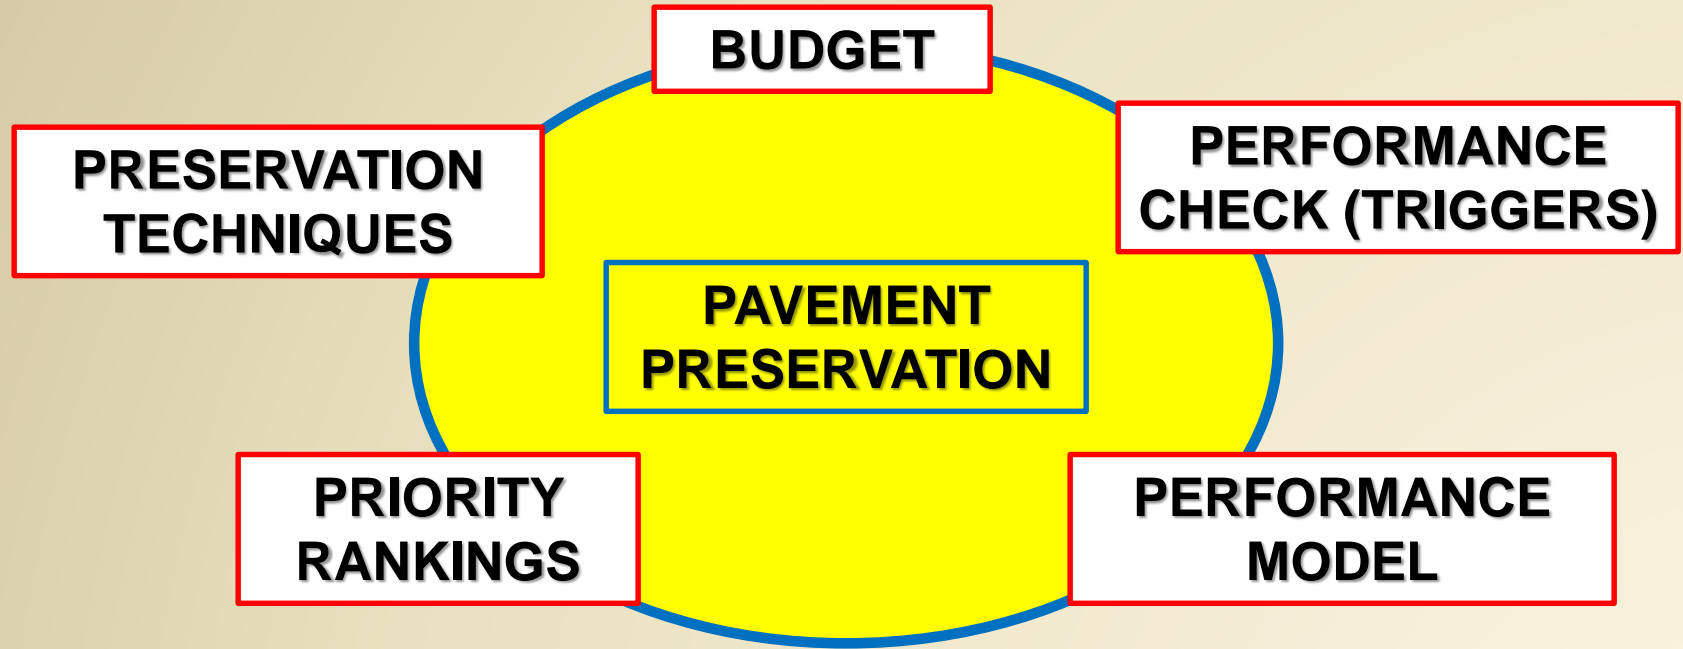 BUDGET
PRESERVATION
TECHNIQUES
PERFORMANCE
CHECK (TRIGGERS)
PAVEMENT
PRESERVATION
PRIORITY
RANKINGS
PERFORMANCE
MODEL